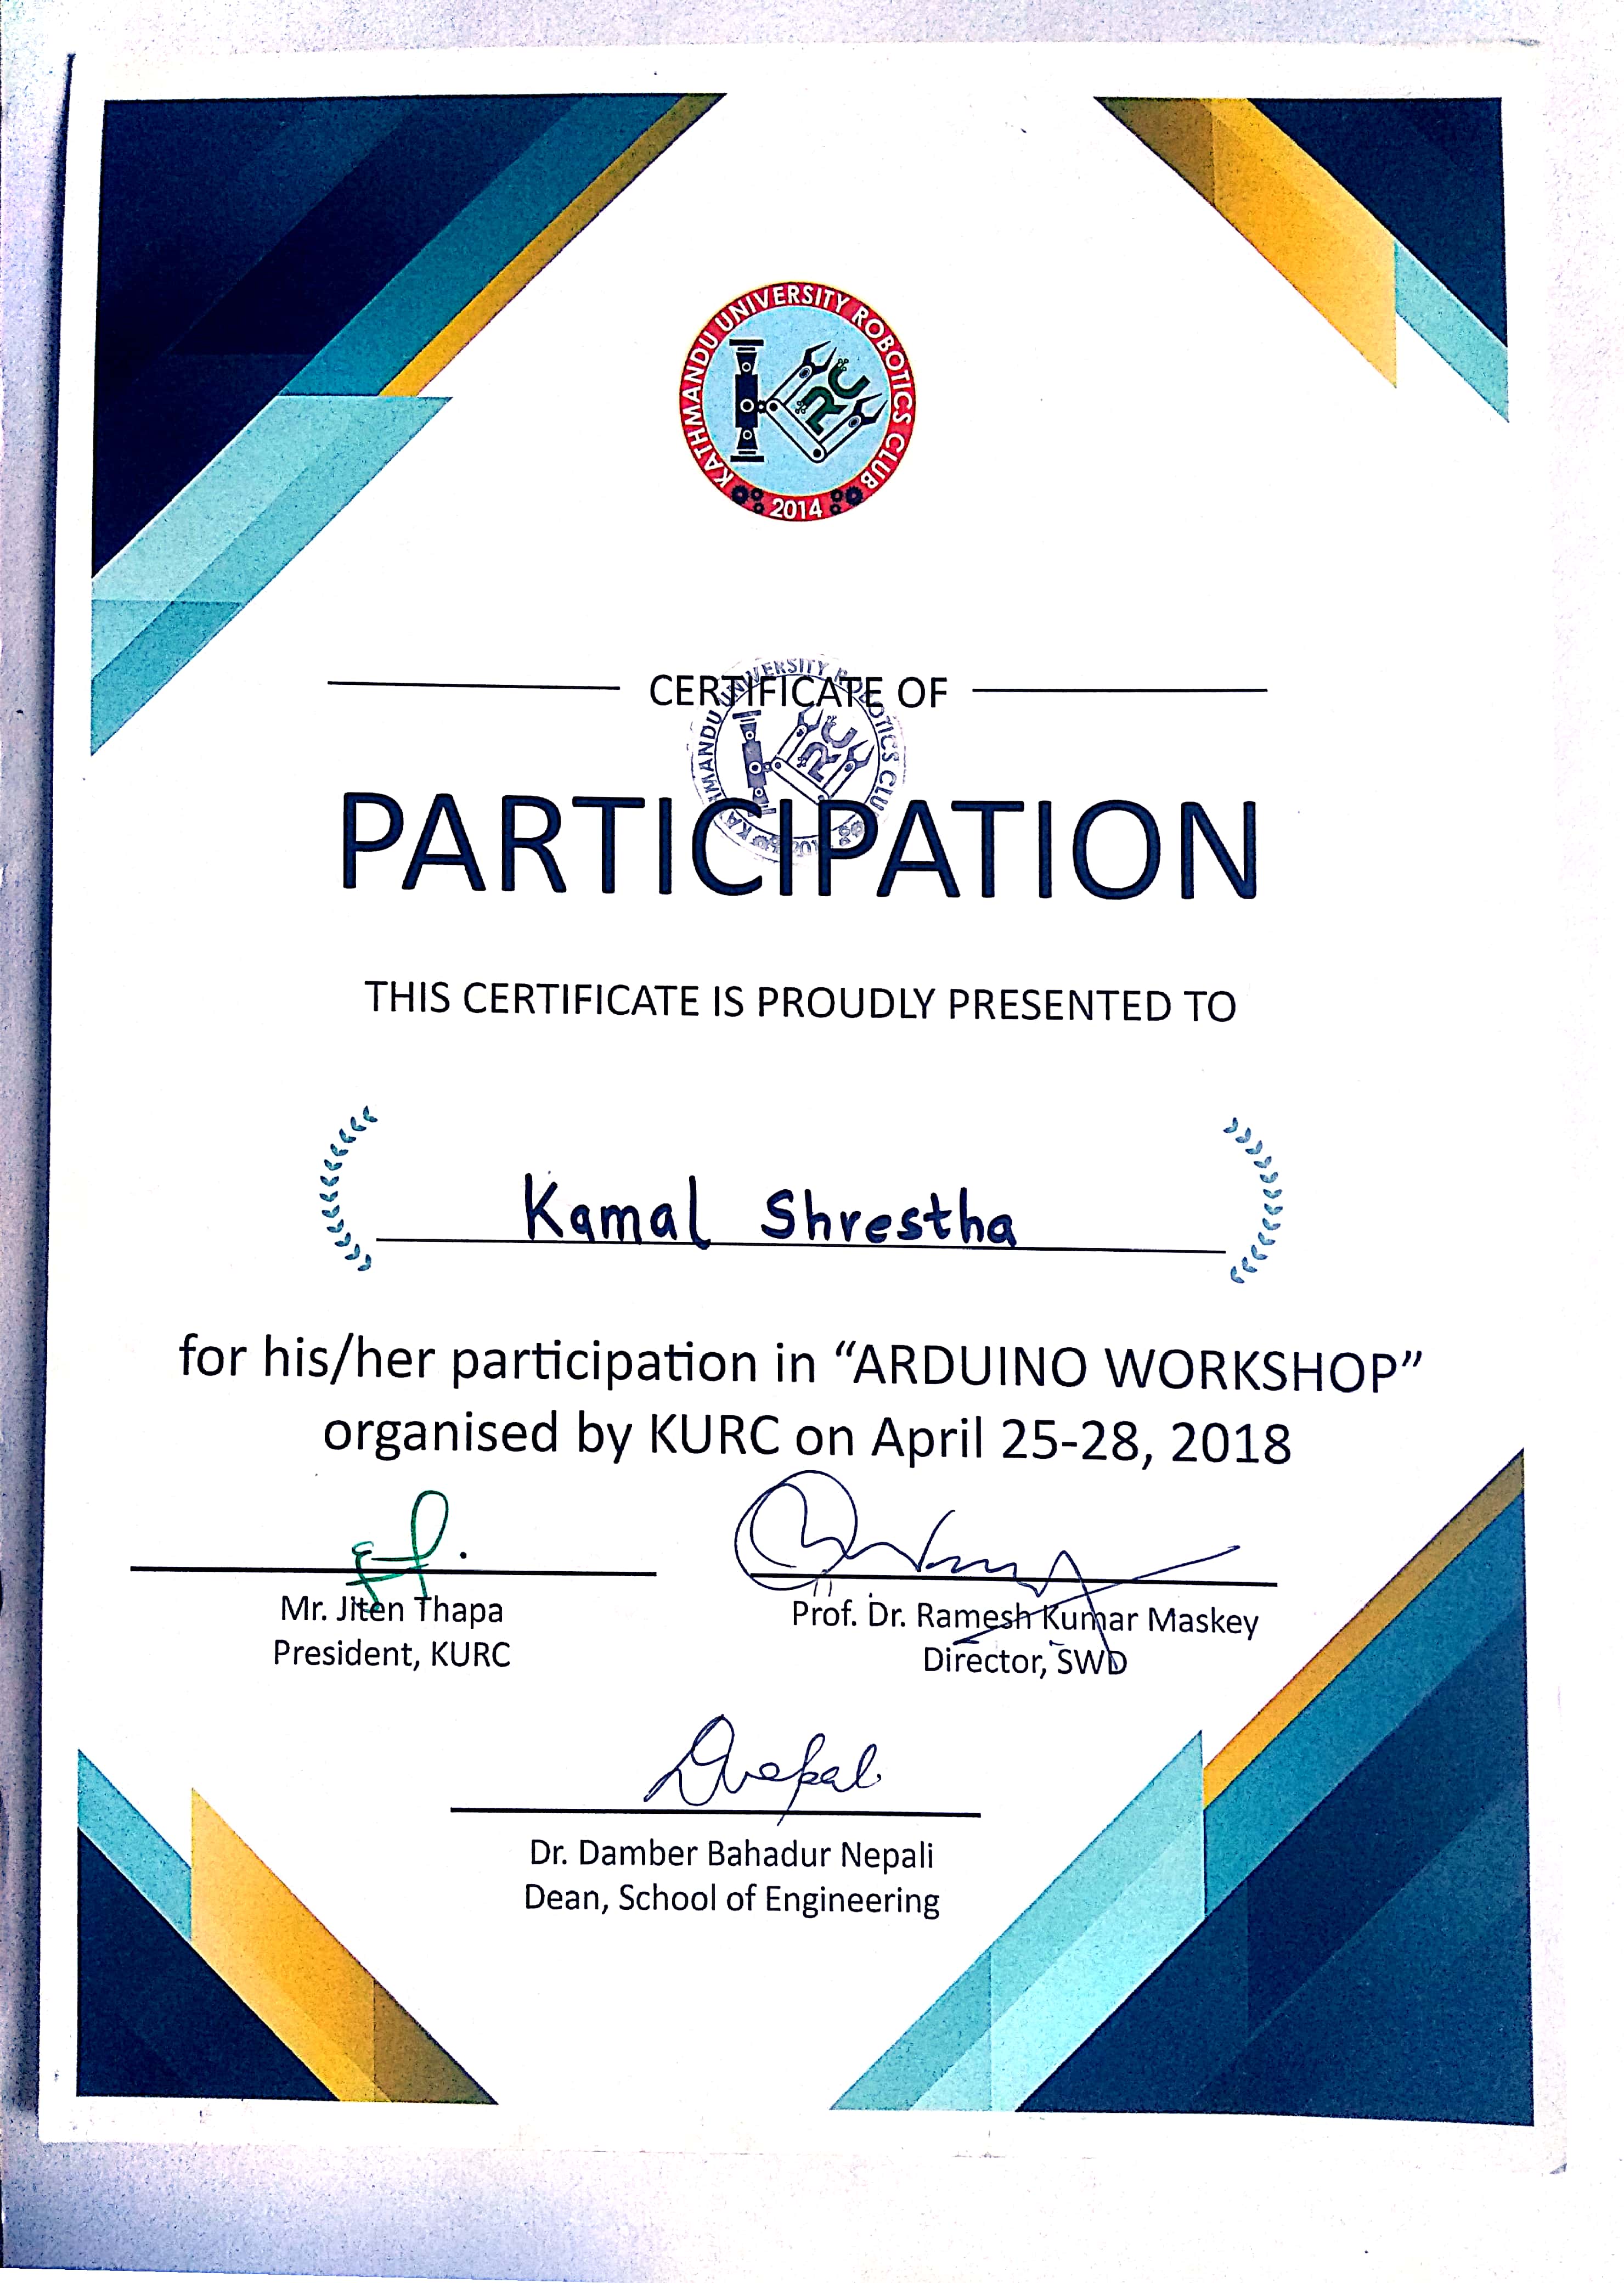 KATHMANDU UNIVERSITY ROBOTICS CLUB
KURC
2014
CERTIFICATE OF
PARTICIPATION
THIS CERTIFICATE IS PROUDLY PRESENTED TO
Kamal Shrestha
for his/her participation in “ARDUINO WORKSHOP”
organised by KURC on April 25-28, 2018
Mr. Jiten Thapa
President, KURC
Prof. Dr. Ramesh Kumar Maskey
Director, SWD
Dr. Damber Bahadur Nepali
Dean, School of Engineering